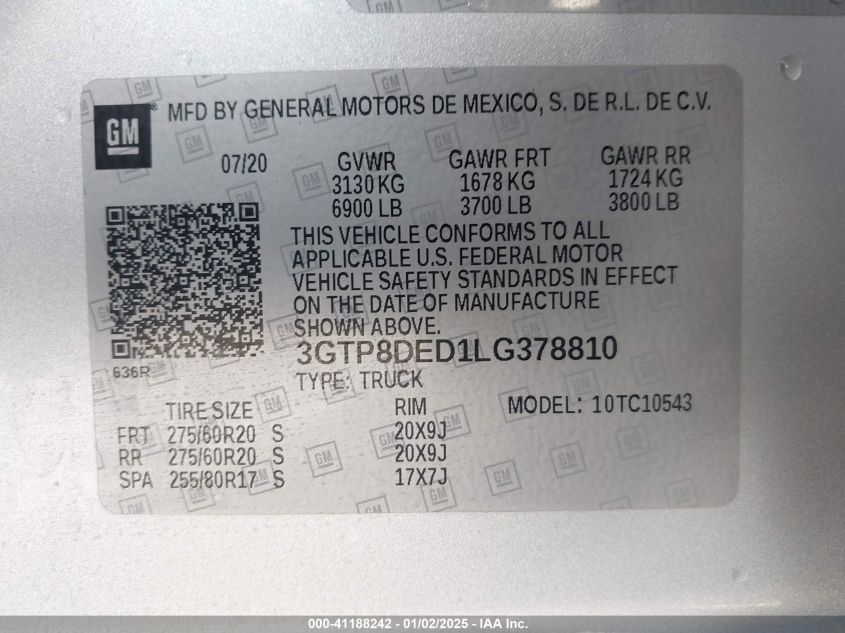 GM
MFD BY GENERAL MOTORS DE MEXICO, S. DE R.L. DE C.V.
07/20 GVWR GAWR FRT GAWR RR
3130 KG 1678 KG 1724 KG
6900 LB 3700 LB 3800 LB
THIS VEHICLE CONFORMS TO ALL
APPLICABLE U.S. FEDERAL MOTOR
VEHICLE SAFETY STANDARDS IN EFFECT
ON THE DATE OF MANUFACTURE
SHOWN ABOVE.
3GTP8DED1LG378810
636R
TYPE: TRUCK
TIRE SIZE RIM MODEL: 10TC10543
FRT 275/60R20 S 20X9J
RR 275/60R20 S 20X9J
SPA 255/80R17 S 17X7J
000-41188242 - 01/02/2025 - IAA Inc.